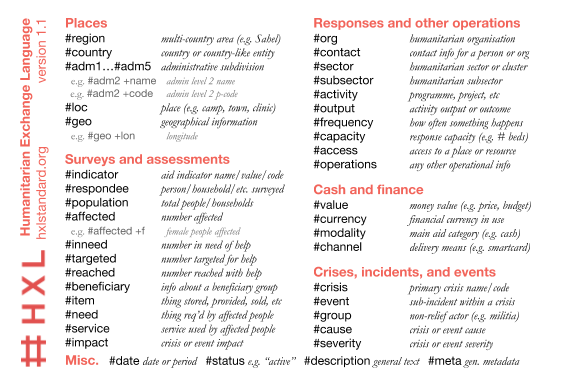 #HXL
Humanitarian Exchange Language
hxlstandard.org version 1.1
Places
#region multi-country area (e.g. Sahel)
#country country or country-like entity
#adm1…#adm5 administrative subdivision
e.g. #adm2 +name admin level 2 name
e.g. #adm2 +code admin level 2 p-code
#loc place (e.g. camp, town, clinic)
#geo geographical information
e.g. #geo +lon longitude
Surveys and assessments
#indicator aid indicator name/value/code
#respondee person/household/etc. surveyed
#population total people/households
#affected number affected
e.g. #affected +f female people affected
#inneed number in need of help
#targeted number targeted for help
#reached number reached with help
#beneficiary info about a beneficiary group
#item thing stored, provided, sold, etc
#need thing req'd by affected people
#service service used by affected people
#impact crisis or event impact
Responses and other operations
#org humanitarian organisation
#contact contact info for a person or org
#sector humanitarian sector or cluster
#subsector humanitarian subsector
#activity programme, project, etc
#output activity output or outcome
#frequency how often something happens
#capacity response capacity (e.g. # beds)
#access access to a place or resource
#operations any other operational info
Cash and finance
#value money value (e.g. price, budget)
#currency financial currency in use
#modality main aid category (e.g. cash)
#channel delivery means (e.g. smartcard)
Crises, incidents, and events
#crisis primary crisis name/code
#event sub-incident within a crisis
#group non-relief actor (e.g. militia)
#cause crisis or event cause
#severity crisis or event severity
Misc. #date date or period #status e.g. “active” #description general text #meta gen. metadata